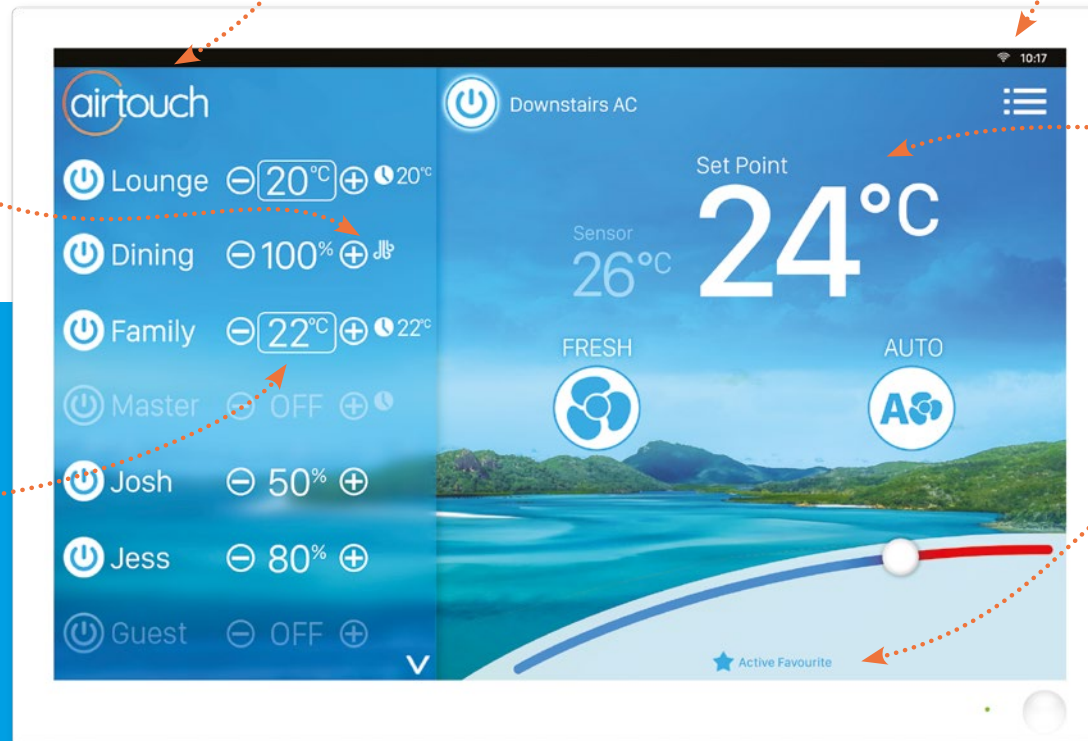 10:17
airtouch
Lounge 20°C 20°C
Dining 100%
Family 22°C 22°C
Master OFF
Josh 50%
Jess 80%
Guest OFF
Downstairs AC
Set Point
24°C
Sensor
26°C
FRESH
AUTO
A
Active Favourite